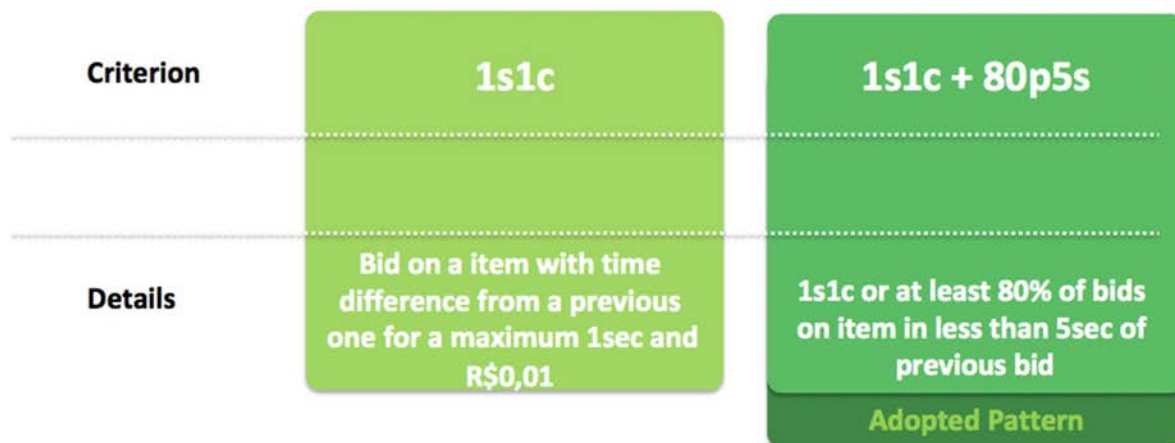 Criterion
1s1c
1s1c + 80p5s
Details
Bid on a item with time
difference from a previous
one for a maximum 1sec and
R$0,01
1s1c or at least 80% of bids
on item in less than 5sec of
previous bid
Adopted Pattern